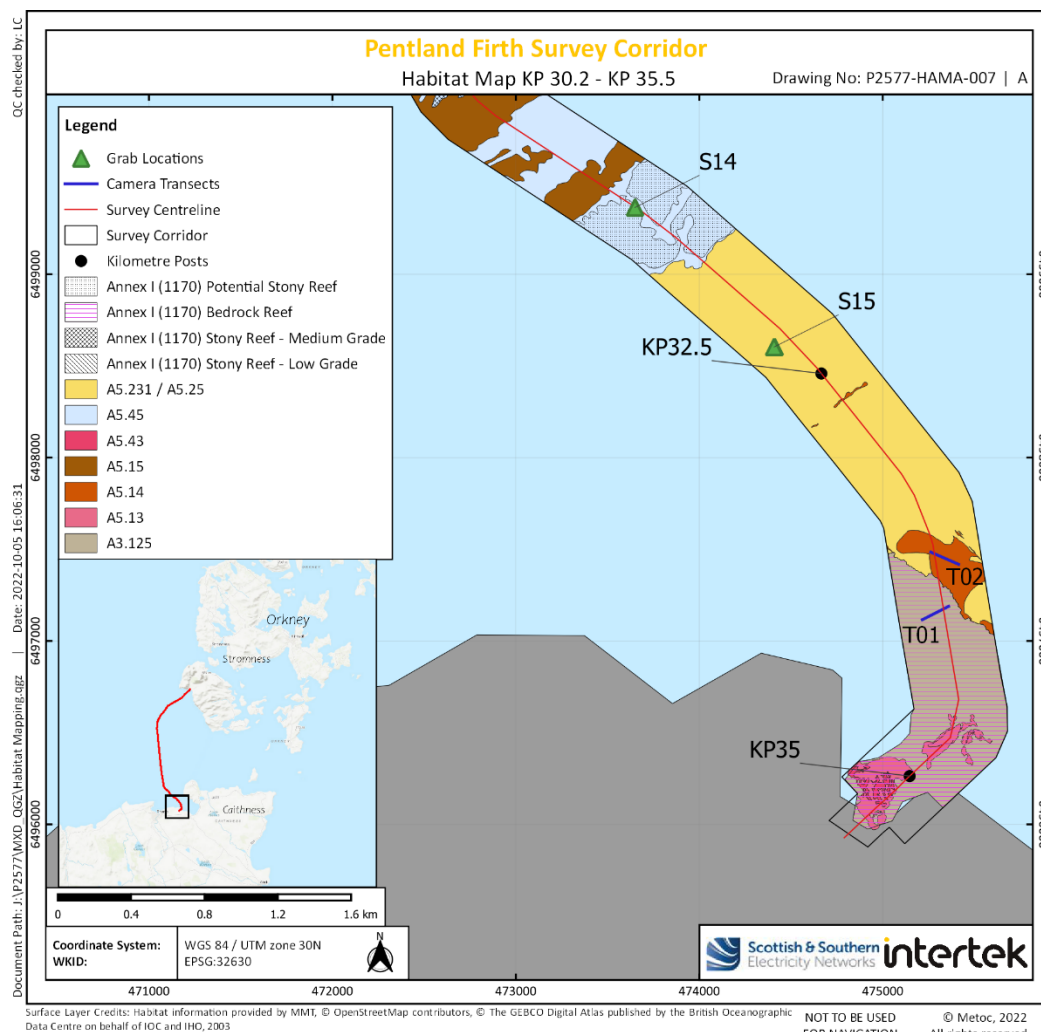 QC checked by: LC
Pentland Firth Survey Corridor
Habitat Map KP 30.2 - KP 35.5
Drawing No: P2577-HAMA-007 | A
Legend
Grab Locations
Camera Transects
Survey Centreline
Survey Corridor
Kilometre Posts
Annex I (1170) Potential Stony Reef
Annex I (1170) Bedrock Reef
Annex I (1170) Stony Reef - Medium Grade
Annex I (1170) Stony Reef - Low Grade
A5.231 / A5.25
A5.45
A5.43
A5.15
A5.14
A5.13
A3.125
S14
S15
KP32.5
T02
T01
KP35
6499000
6498000
6497000
6496000
Orkney
Stromness
Caithness
0 0.4 0.8 1.2 1.6 km
Coordinate System: WGS 84 / UTM zone 30N
WKID: EPSG:32630
N
Scottish & Southern
Electricity Networks
intertek
471000 472000 473000 474000 475000
Document Path: J:\P2577\MXD_QGZ\Habitat Mapping.qgz | Date: 2022-10-05 16:06:31
Surface Layer Credits: Habitat information provided by MMT, © OpenStreetMap contributors, © The GEBCO Digital Atlas published by the British Oceanographic
Data Centre on behalf of IOC and IHO, 2003
NOT TO BE USED
FOR NAVIGATION
© Metoc, 2022
All rights reserved